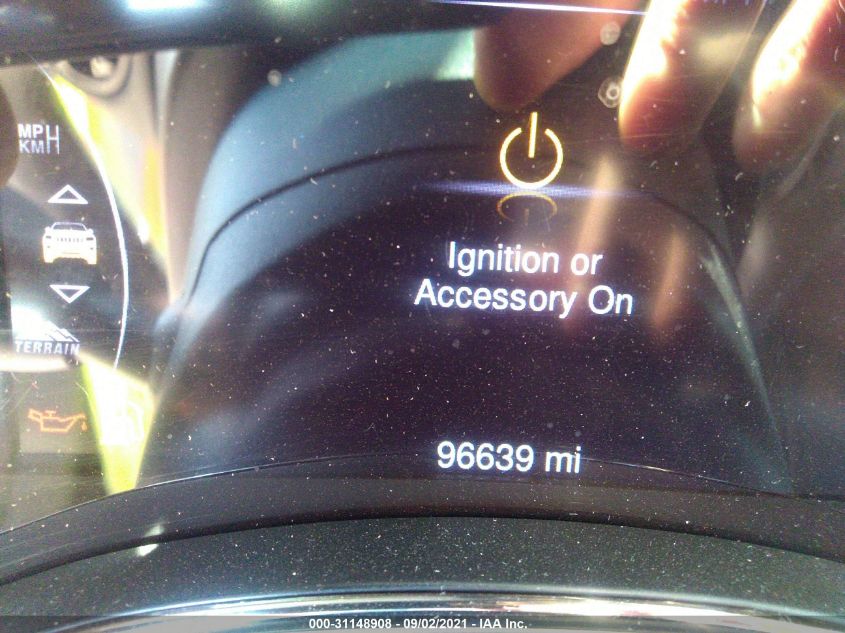 MPH
KM/H
TERRAIN
Ignition or
Accessory On
96639 mi
000-31148908 - 09/02/2021 - IAA Inc.